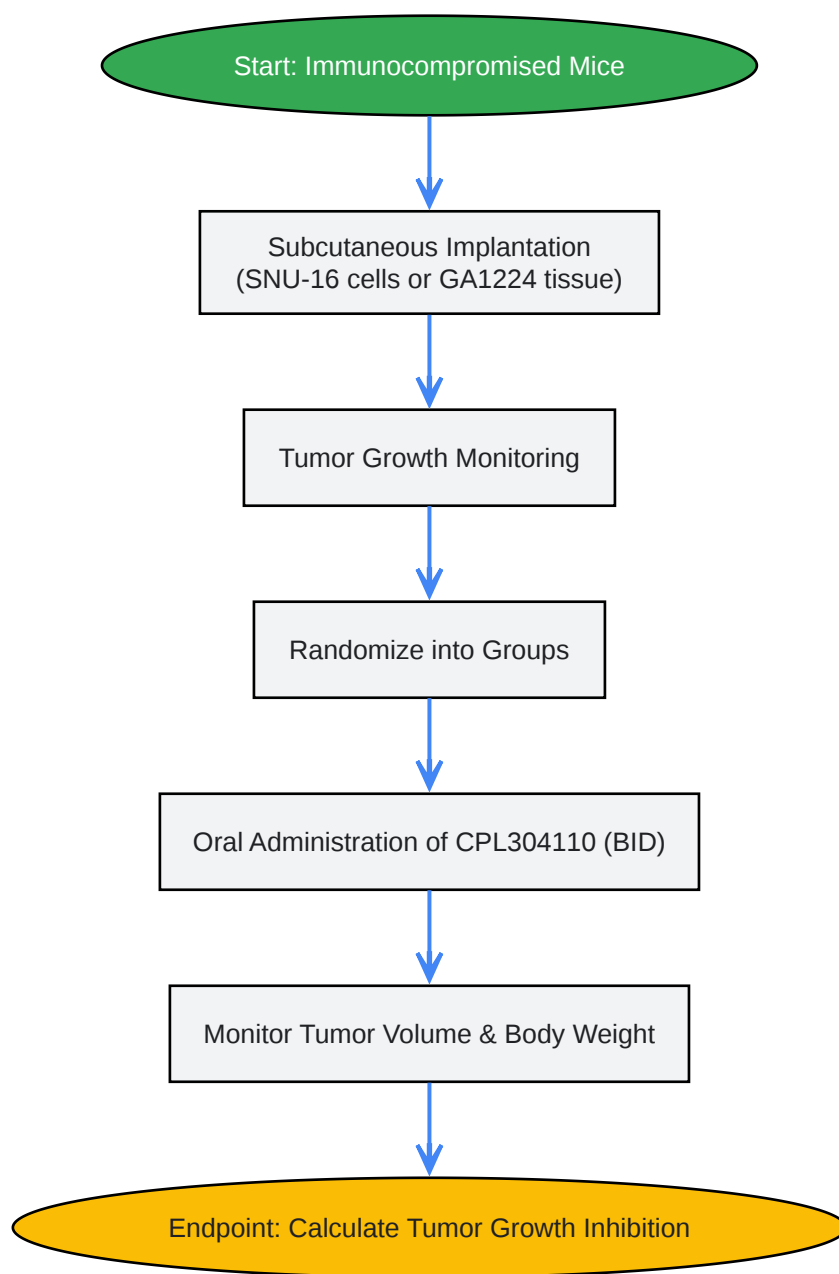 Start: Immunocompromised Mice
Subcutaneous Implantation
(SNU-16 cells or GA1224 tissue)
Tumor Growth Monitoring
Randomize into Groups
Oral Administration of CPL304110 (BID)
Monitor Tumor Volume & Body Weight
Endpoint: Calculate Tumor Growth Inhibition